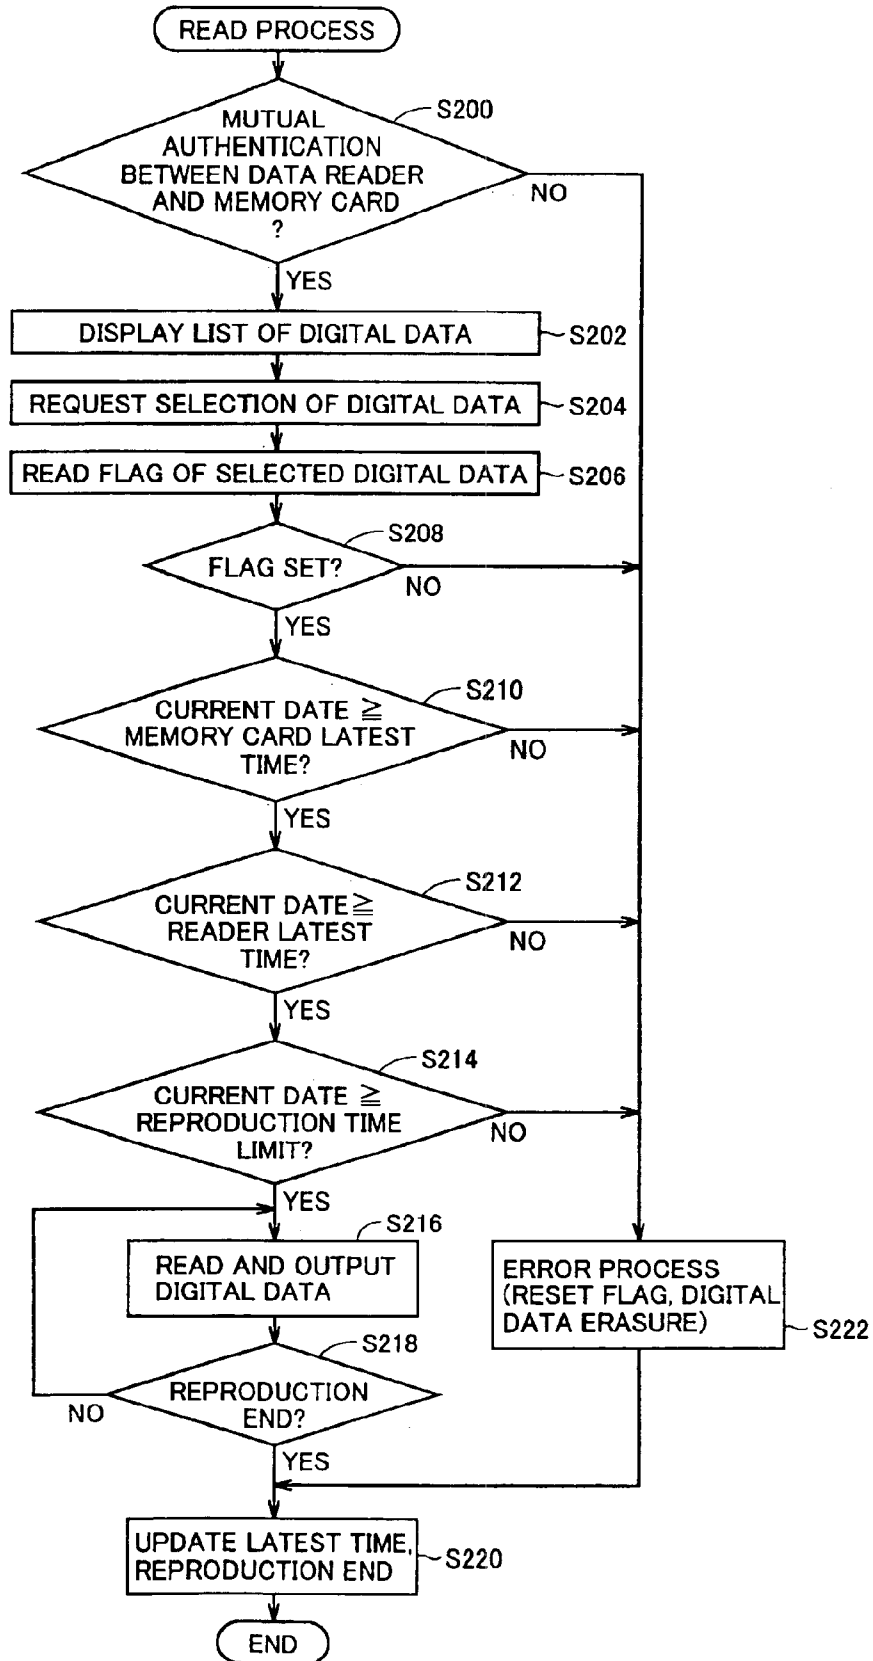 READ PROCESS
S200
MUTUAL
AUTHENTICATION
BETWEEN DATA READER
AND MEMORY CARD
?
NO
YES
DISPLAY LIST OF DIGITAL DATA
S202
REQUEST SELECTION OF DIGITAL DATA
S204
READ FLAG OF SELECTED DIGITAL DATA
S206
S208
FLAG SET?
NO
YES
S210
CURRENT DATE ≧
MEMORY CARD LATEST
TIME?
NO
YES
S212
CURRENT DATE≧
READER LATEST
TIME?
NO
YES
S214
CURRENT DATE ≧
REPRODUCTION TIME
LIMIT?
NO
YES
S216
READ AND OUTPUT
DIGITAL DATA
ERROR PROCESS
(RESET FLAG, DIGITAL
DATA ERASURE)
S222
S218
REPRODUCTION
END?
NO
YES
UPDATE LATEST TIME,
REPRODUCTION END
S220
END